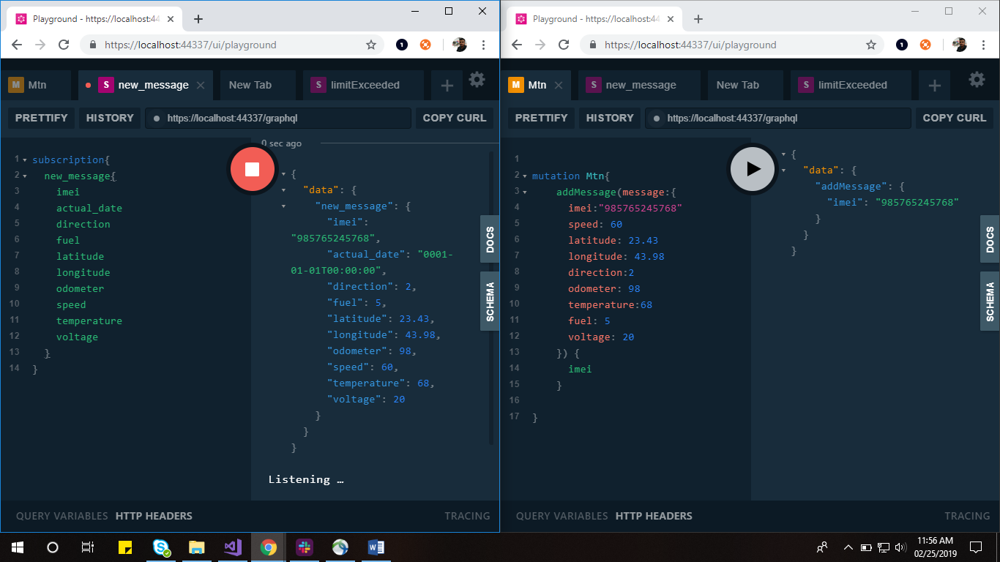 Playground - https://localhost:44
https://localhost:44337/ui/playground
M Mtn
S new_message
New Tab
S limitExceeded
PRETTIFY
HISTORY
https://localhost:44337/graphql
COPY CURL
1 subscription{
2 new_message{
3 imei
4 actual_date
5 direction
6 fuel
7 latitude
8 longitude
9 odometer
10 speed
11 temperature
12 voltage
13 }
14 }
0 sec ago
{
"data": {
"new_message": {
"imei":
"985765245768",
"actual_date": "0001-
01-01T00:00:00",
"direction": 2,
"fuel": 5,
"latitude": 23.43,
"longitude": 43.98,
"odometer": 98,
"speed": 60,
"temperature": 68,
"voltage": 20
}
}
}
Listening …
DOCS
SCHEMA
QUERY VARIABLES HTTP HEADERS
TRACING
Playground - https://localhost:44
https://localhost:44337/ui/playground
M Mtn
S new_message
New Tab
S limitExceeded
PRETTIFY
HISTORY
https://localhost:44337/graphql
COPY CURL
1
2 mutation Mtn{
3 addMessage(message:{
4 imei:"985765245768"
5 speed: 60
6 latitude: 23.43
7 longitude: 43.98
8 direction:2
9 odometer: 98
10 temperature:68
11 fuel: 5
12 voltage: 20
13 }) {
14 imei
15 }
16
17 }
{
"data": {
"addMessage": {
"imei": "985765245768"
}
}
}
DOCS
SCHEMA
QUERY VARIABLES HTTP HEADERS
TRACING
11:56 AM
02/25/2019